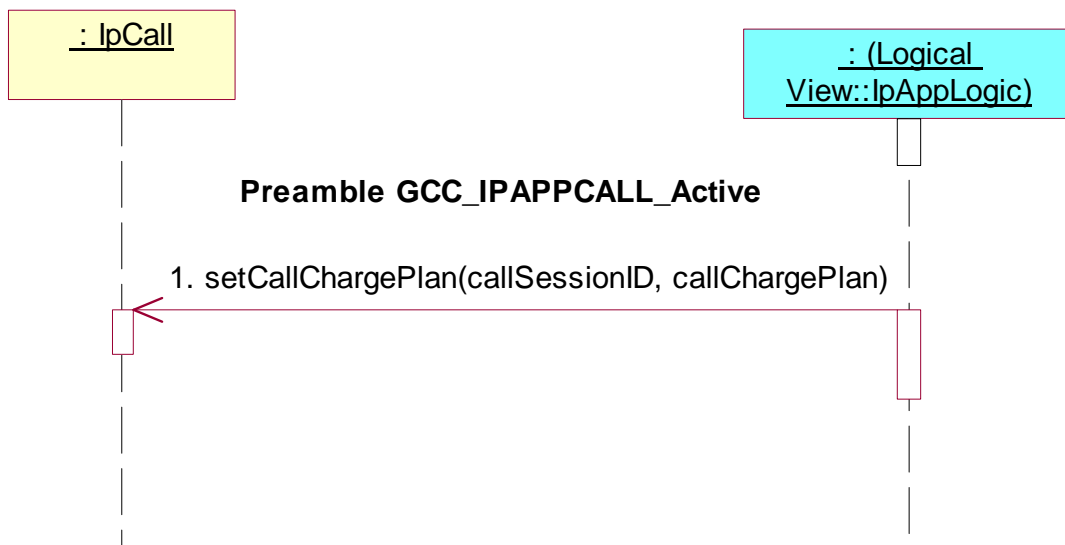 : IpCall
: (Logical
View::IpAppLogic)
Preamble GCC_IPAPPCALL_Active
1. setCallChargePlan(callSessionID, callChargePlan)